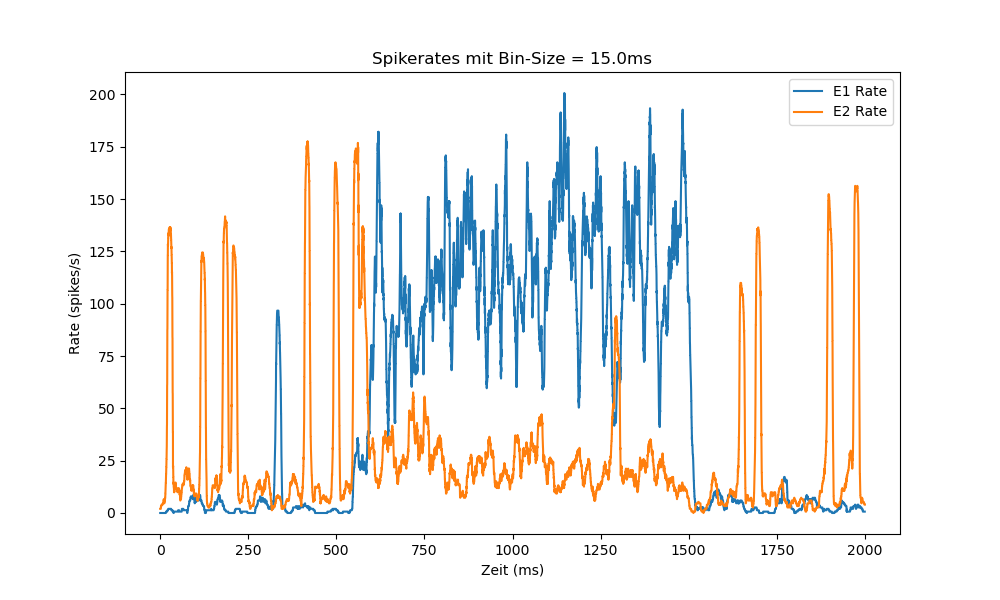 Spikerates mit Bin-Size = 15.0ms
E1 Rate
E2 Rate
200
175
150
125
100
75
50
25
0
Rate (spikes/s)
0 250 500 750 1000 1250 1500 1750 2000
Zeit (ms)